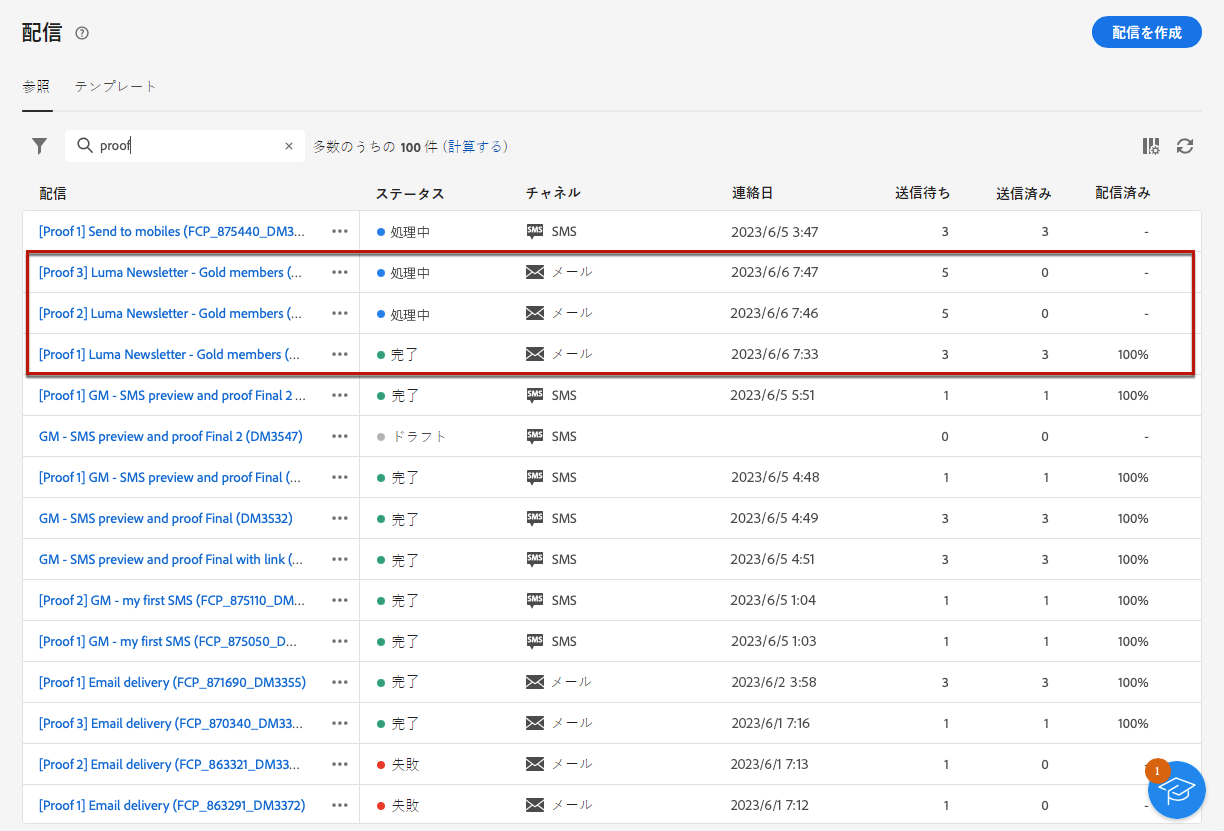 配信 ?
配信を作成
参照 テンプレート
proof × 多数のうちの 100 件 (計算する)
配信 ステータス チャネル 連絡日 送信待ち 送信済み 配信済み
[Proof 1] Send to mobiles (FCP_875440_DM3... ••• 処理中 SMS SMS 2023/6/5 3:47 3 3 -
[Proof 3] Luma Newsletter - Gold members (... ••• 処理中 メール 2023/6/6 7:47 5 0 -
[Proof 2] Luma Newsletter - Gold members (... ••• 処理中 メール 2023/6/6 7:46 5 0 -
[Proof 1] Luma Newsletter - Gold members (... ••• 完了 メール 2023/6/6 7:33 3 3 100%
[Proof 1] GM - SMS preview and proof Final 2 ... ••• 完了 SMS SMS 2023/6/5 5:51 1 1 100%
GM - SMS preview and proof Final 2 (DM3547) ••• ドラフト SMS SMS 0 0 -
[Proof 1] GM - SMS preview and proof Final (... ••• 完了 SMS SMS 2023/6/5 4:48 1 1 100%
GM - SMS preview and proof Final (DM3532) ••• 完了 SMS SMS 2023/6/5 4:49 3 3 100%
GM - SMS preview and proof Final with link (... ••• 完了 SMS SMS 2023/6/5 4:51 3 3 100%
[Proof 2] GM - my first SMS (FCP_875110_DM... ••• 完了 SMS SMS 2023/6/5 1:04 1 1 100%
[Proof 1] GM - my first SMS (FCP_875050_D... ••• 完了 SMS SMS 2023/6/5 1:03 1 1 100%
[Proof 1] Email delivery (FCP_871690_DM3355) ••• 完了 メール 2023/6/2 3:58 3 3 100%
[Proof 3] Email delivery (FCP_870340_DM33... ••• 完了 メール 2023/6/1 7:16 1 1 100%
[Proof 2] Email delivery (FCP_863321_DM33... ••• 失敗 メール 2023/6/1 7:13 1 0 -
1
[Proof 1] Email delivery (FCP_863291_DM3372) ••• 失敗 メール 2023/6/1 7:12 1 0 -